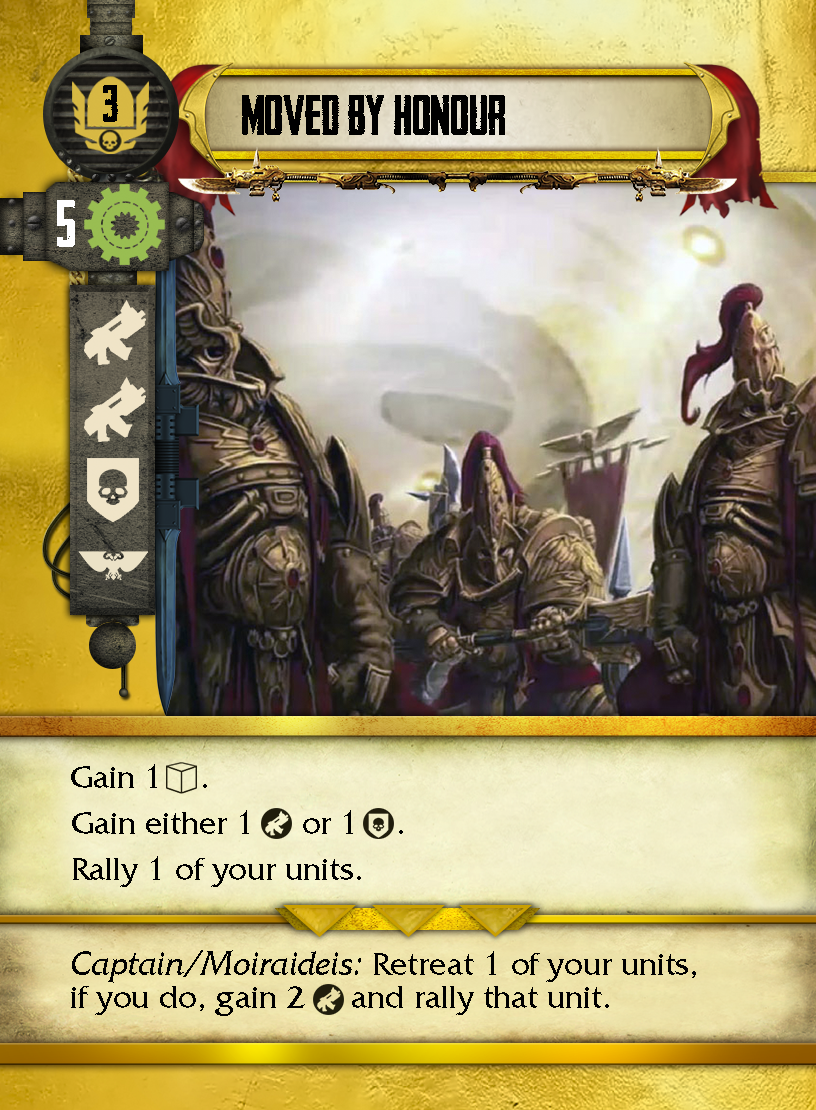 3
MOVED BY HONOUR
5
Gain 1 .
Gain either 1 or 1 .
Rally 1 of your units.
Captain/Moiraideis: Retreat 1 of your units,
if you do, gain 2 and rally that unit.